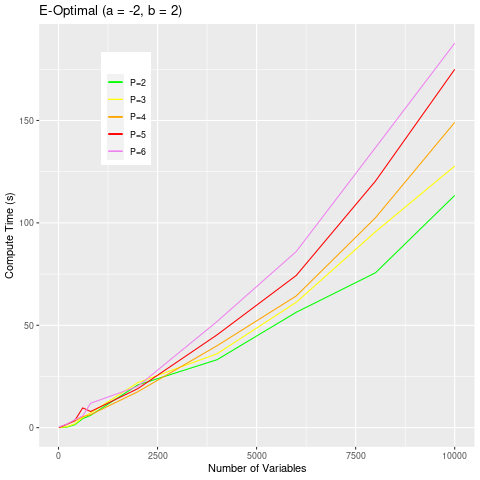 E-Optimal (a = -2, b = 2)
P=2
P=3
P=4
P=5
P=6
Compute Time (s)
150
100
50
0
0 2500 5000 7500 10000
Number of Variables